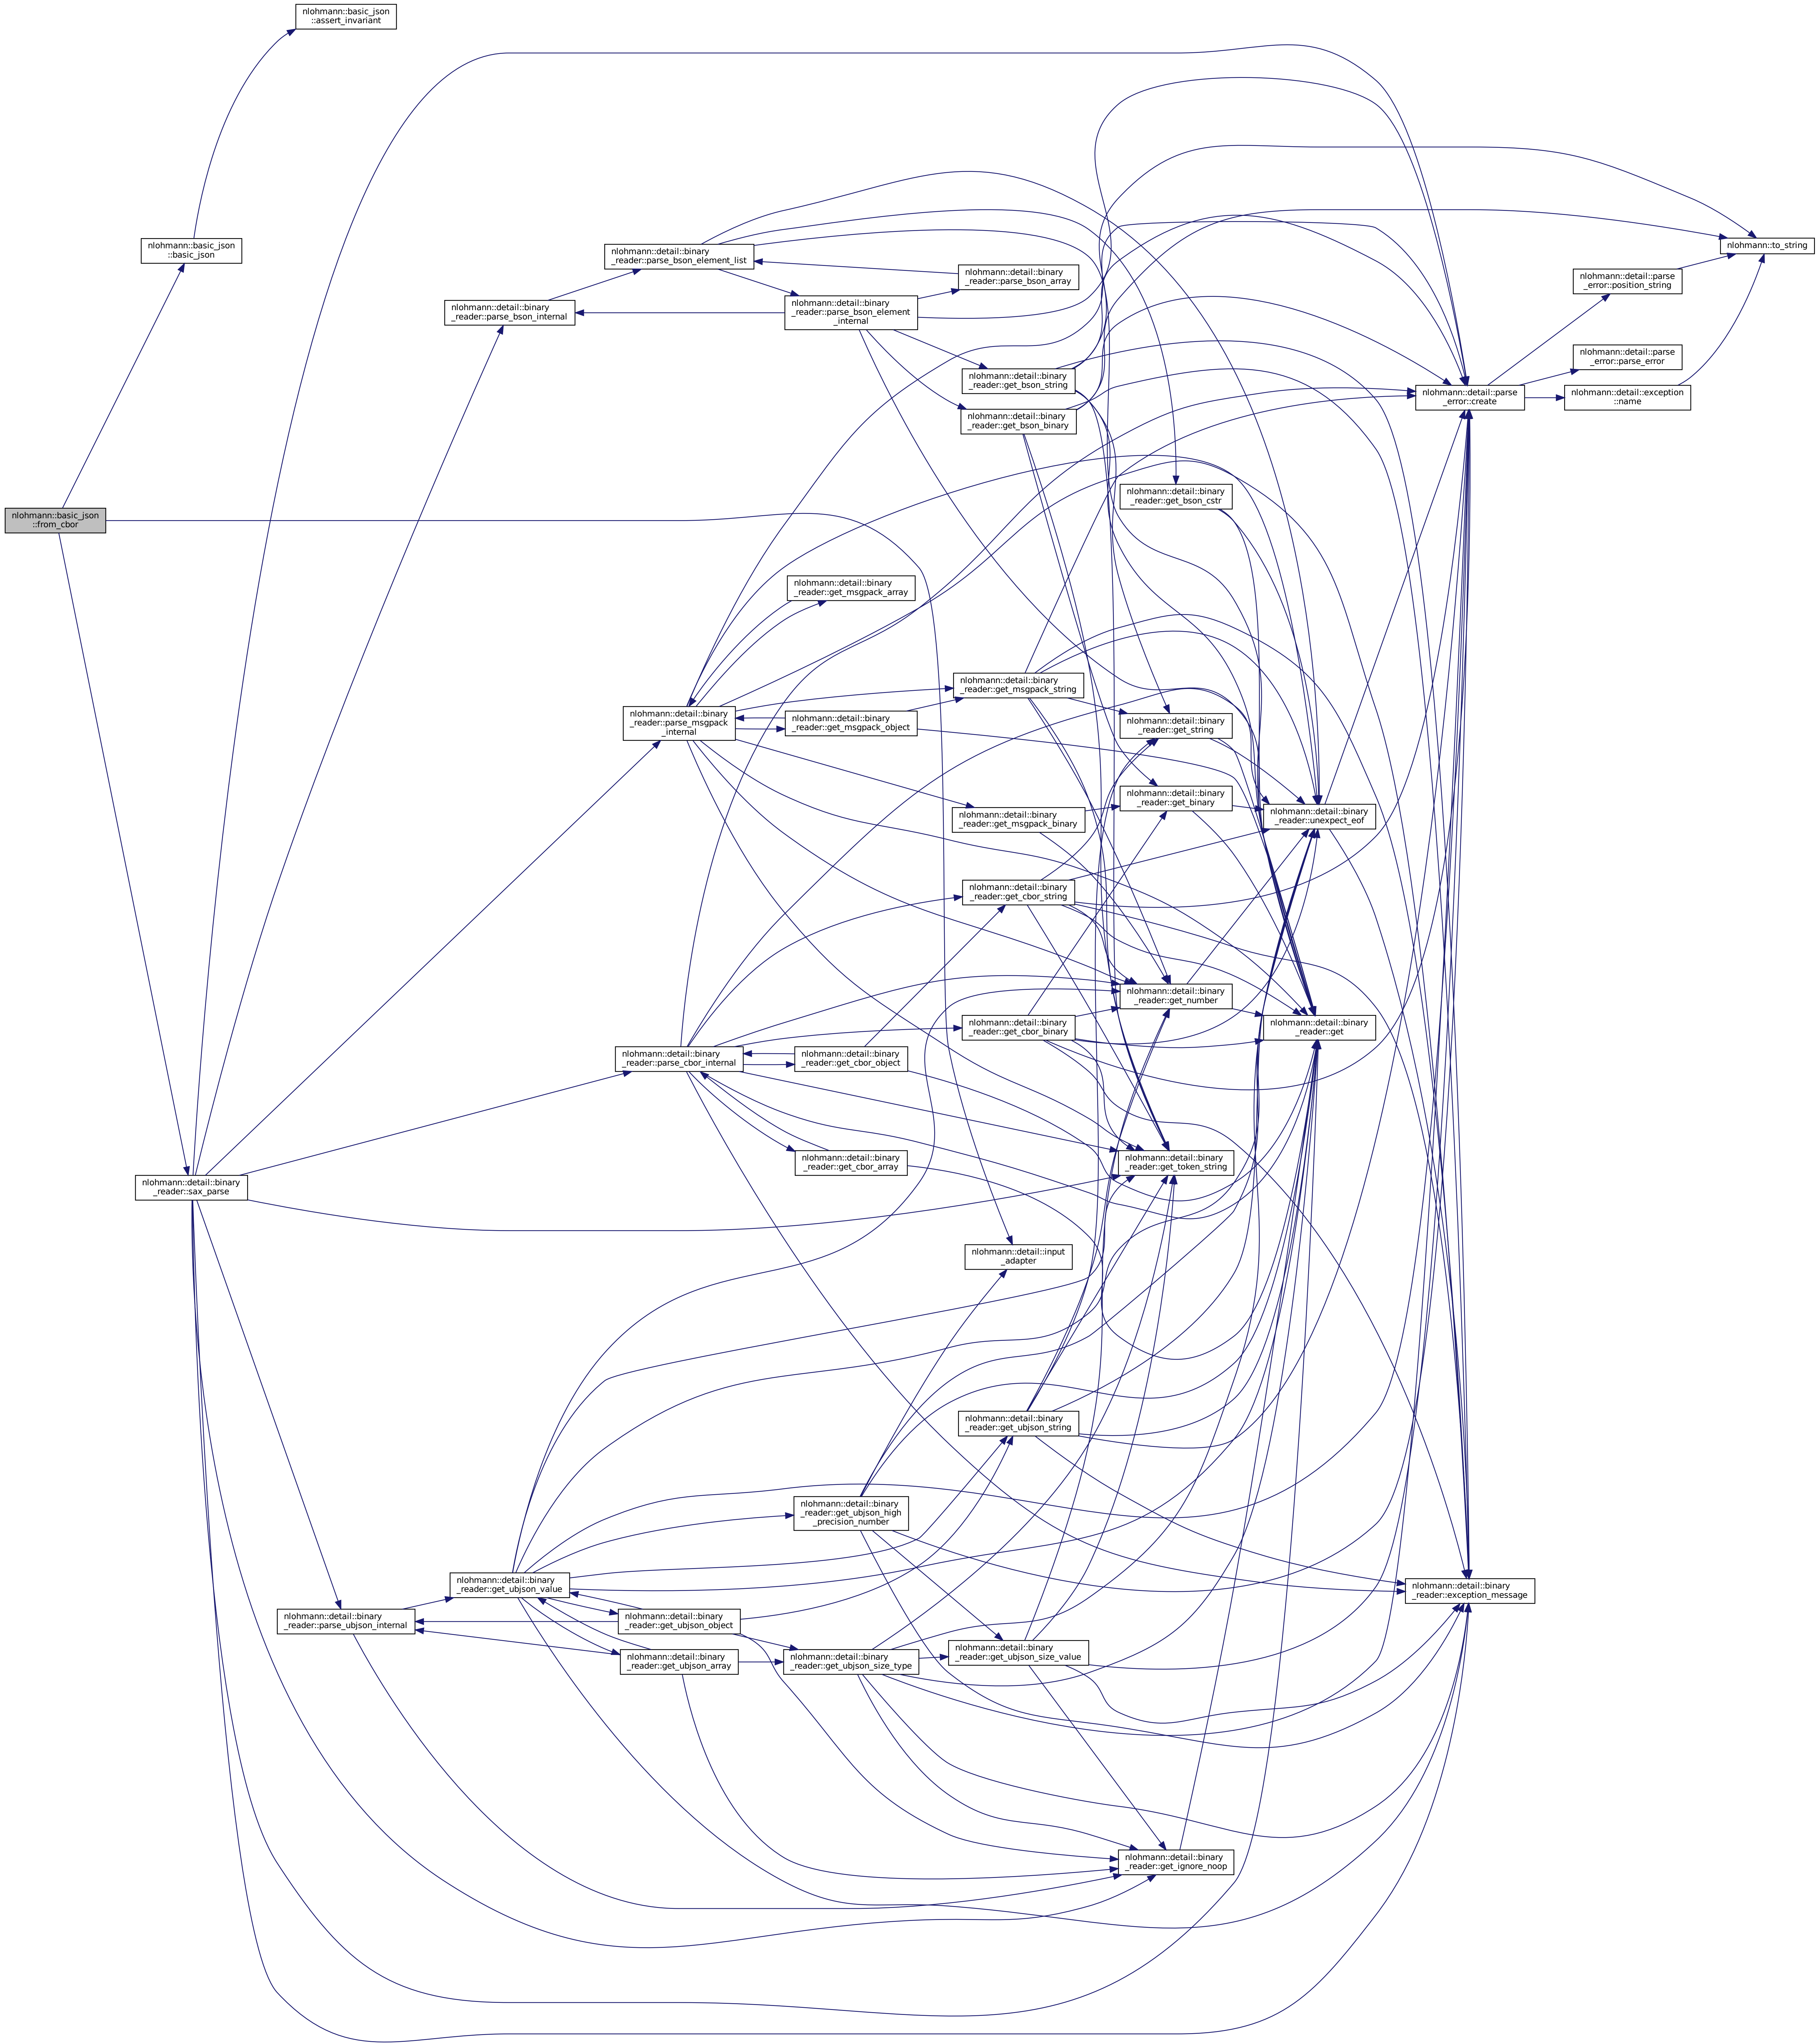 nlohmann::basic_json
::assert_invariant
nlohmann::basic_json
::basic_json
nlohmann::to_string
nlohmann::detail::binary
_reader::parse_bson_element_list
nlohmann::detail::binary
_reader::parse_bson_array
nlohmann::detail::parse
_error::position_string
nlohmann::detail::binary
_reader::parse_bson_internal
nlohmann::detail::binary
_reader::parse_bson_element
_internal
nlohmann::detail::parse
_error::parse_error
nlohmann::detail::binary
_reader::get_bson_string
nlohmann::detail::parse
_error::create
nlohmann::detail::exception
::name
nlohmann::detail::binary
_reader::get_bson_binary
nlohmann::detail::binary
_reader::get_bson_cstr
nlohmann::basic_json
::from_cbor
nlohmann::detail::binary
_reader::get_msgpack_array
nlohmann::detail::binary
_reader::get_msgpack_string
nlohmann::detail::binary
_reader::parse_msgpack
_internal
nlohmann::detail::binary
_reader::get_msgpack_object
nlohmann::detail::binary
_reader::get_string
nlohmann::detail::binary
_reader::get_binary
nlohmann::detail::binary
_reader::get_msgpack_binary
nlohmann::detail::binary
_reader::unexpect_eof
nlohmann::detail::binary
_reader::get_cbor_string
nlohmann::detail::binary
_reader::get_number
nlohmann::detail::binary
_reader::get_cbor_binary
nlohmann::detail::binary
_reader::get
nlohmann::detail::binary
_reader::parse_cbor_internal
nlohmann::detail::binary
_reader::get_cbor_object
nlohmann::detail::binary
_reader::get_cbor_array
nlohmann::detail::binary
_reader::get_token_string
nlohmann::detail::binary
_reader::sax_parse
nlohmann::detail::input
_adapter
nlohmann::detail::binary
_reader::get_ubjson_string
nlohmann::detail::binary
_reader::get_ubjson_high
_precision_number
nlohmann::detail::binary
_reader::get_ubjson_value
nlohmann::detail::binary
_reader::exception_message
nlohmann::detail::binary
_reader::parse_ubjson_internal
nlohmann::detail::binary
_reader::get_ubjson_object
nlohmann::detail::binary
_reader::get_ubjson_array
nlohmann::detail::binary
_reader::get_ubjson_size_type
nlohmann::detail::binary
_reader::get_ubjson_size_value
nlohmann::detail::binary
_reader::get_ignore_noop